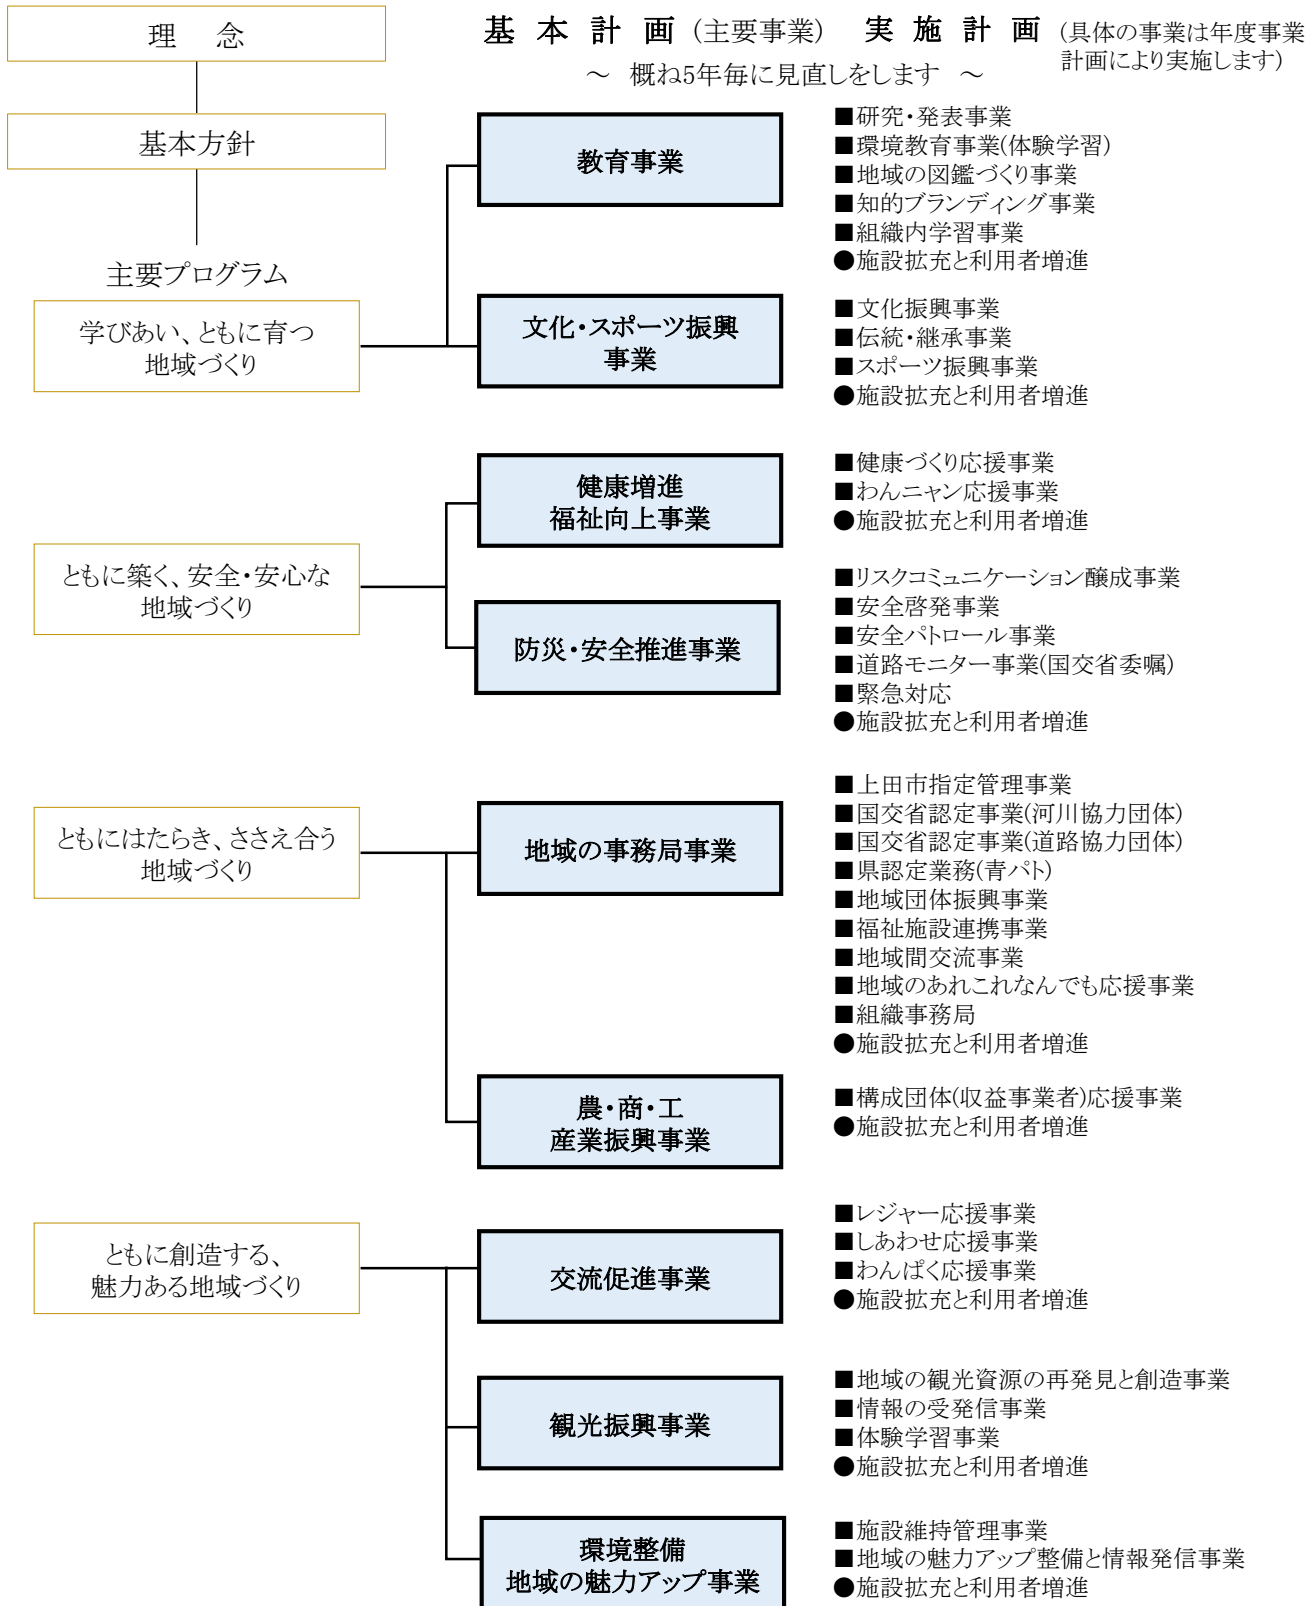 理　念
基 本 計 画 (主要事業)
実 施 計 画 (具体の事業は年度事業
計画により実施します)
～ 概ね5年毎に見直しをします ～
基本方針
主要プログラム
学びあい、ともに育つ
地域づくり
教育事業
■研究・発表事業
■環境教育事業(体験学習)
■地域の図鑑づくり事業
■知的ブランディング事業
■組織内学習事業
●施設拡充と利用者増進
文化・スポーツ振興
事業
■文化振興事業
■伝統・継承事業
■スポーツ振興事業
●施設拡充と利用者増進
ともに築く、安全・安心な
地域づくり
健康増進
福祉向上事業
■健康づくり応援事業
■わんニャン応援事業
●施設拡充と利用者増進
防災・安全推進事業
■リスクコミュニケーション醸成事業
■安全啓発事業
■安全パトロール事業
■道路モニター事業(国交省委嘱)
■緊急対応
●施設拡充と利用者増進
ともにはたらき、ささえ合う
地域づくり
地域の事務局事業
■上田市指定管理事業
■国交省認定事業(河川協力団体)
■国交省認定事業(道路協力団体)
■県認定業務(青パト)
■地域団体振興事業
■福祉施設連携事業
■地域間交流事業
■地域のあれこれなんでも応援事業
■組織事務局
●施設拡充と利用者増進
農・商・工
産業振興事業
■構成団体(収益事業者)応援事業
●施設拡充と利用者増進
ともに創造する、
魅力ある地域づくり
交流促進事業
■レジャー応援事業
■しあわせ応援事業
■わんぱく応援事業
●施設拡充と利用者増進
観光振興事業
■地域の観光資源の再発見と創造事業
■情報の受発信事業
■体験学習事業
●施設拡充と利用者増進
環境整備
地域の魅力アップ事業
■施設維持管理事業
■地域の魅力アップ整備と情報発信事業
●施設拡充と利用者増進